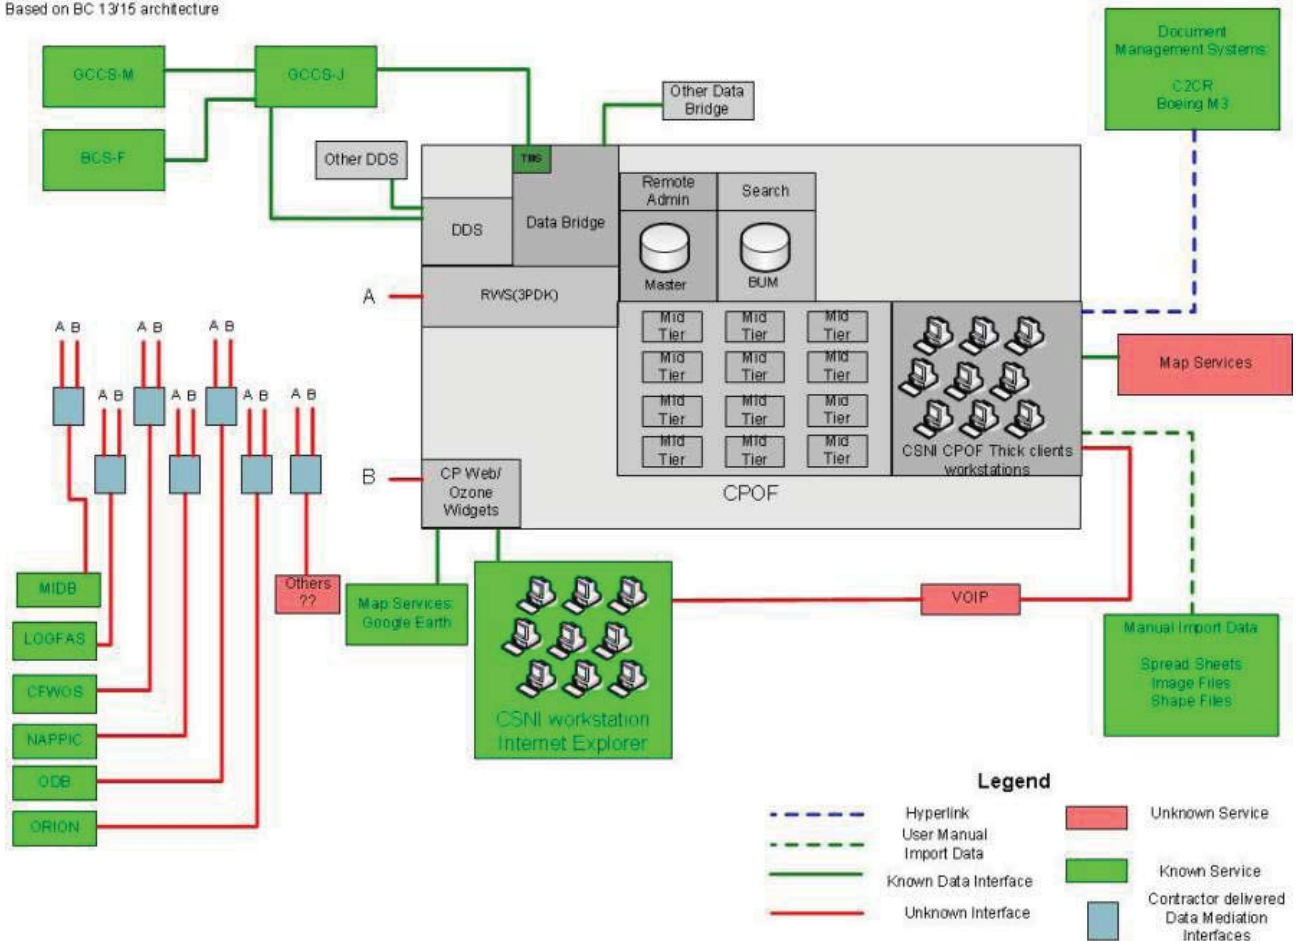 Based on BC 13/15 architecture
GCCS-M
GCCS-J
BCS-F
Other DDS
Other Data
Bridge
Document
Management Systems:
C2CR
Boeing M3
TMS
DDS
Data Bridge
Remote
Admin
Search
Master
BUM
A
RWS(3PDK)
Mid
Tier
Mid
Tier
Mid
Tier
Mid
Tier
Mid
Tier
Mid
Tier
Mid
Tier
Mid
Tier
Mid
Tier
Mid
Tier
Mid
Tier
Mid
Tier
CSNI CPOF Thick clients
workstations
Map Services
CPOF
B
CP Web/
Ozone
Widgets
A B
A B
A B
A B
A B
A B
A B
MIDB
LOGFAS
CFWOS
NAPPIC
ODB
ORION
Others
??
Map Services:
Google Earth
CSNI workstation
Internet Explorer
VOIP
Manual Import Data
Spread Sheets
Image Files
Shape Files
Legend
Hyperlink
User Manual
Import Data
Known Data Interface
Unknown Interface
Unknown Service
Known Service
Contractor delivered
Data Mediation
Interfaces